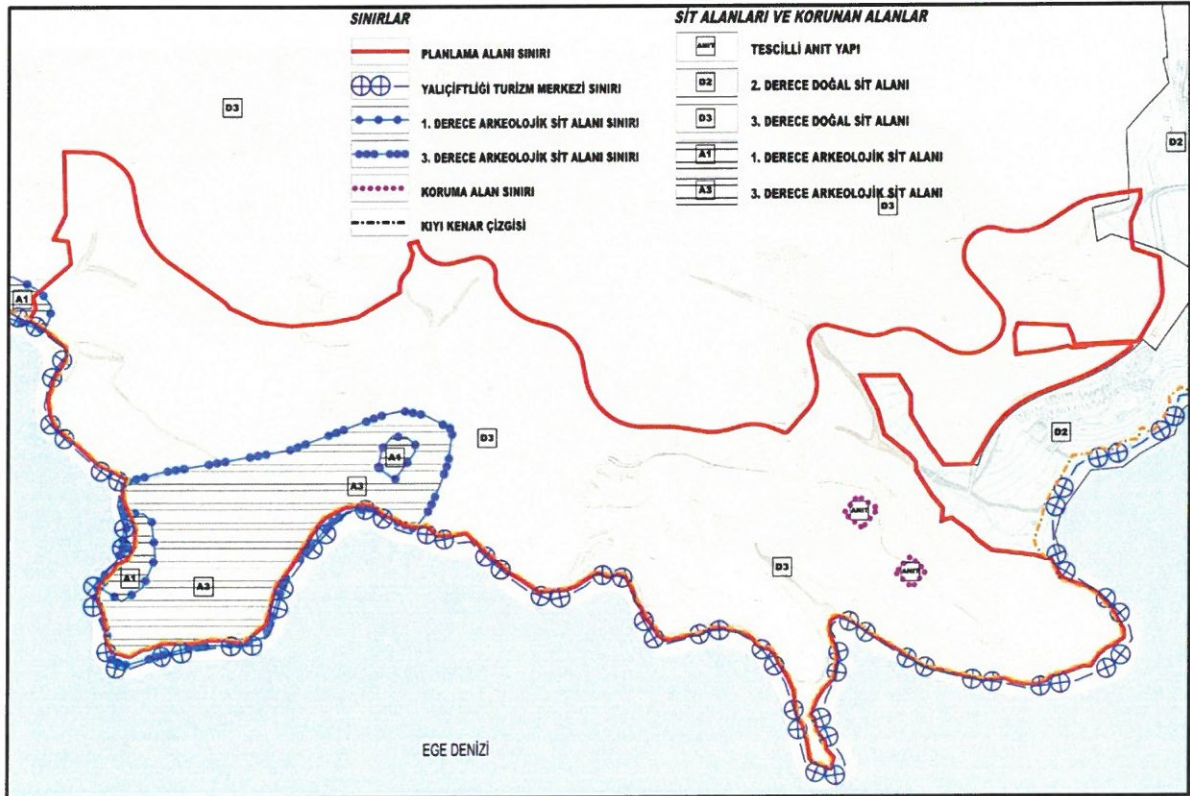 SINIRLAR
PLANLAMA ALANI SINIRI
YALIÇİFTLİĞİ TURİZM MERKEZİ SINIRI
1. DERECE ARKEOLOJİK SİT ALANI SINIRI
3. DERECE ARKEOLOJİK SİT ALANI SINIRI
KORUMA ALAN SINIRI
KIYI KENAR ÇİZGİSİ
SİT ALANLARI VE KORUNAN ALANLAR
ANIT TESCİLLİ ANIT YAPI
D2 2. DERECE DOĞAL SİT ALANI
D3 3. DERECE DOĞAL SİT ALANI
A1 1. DERECE ARKEOLOJİK SİT ALANI
A3 3. DERECE ARKEOLOJİK SİT ALANI
D3
D2
D3
A1
D3
D2
A1
A3
ANIT
A1
A3
D3
ANIT
EGE DENİZİ